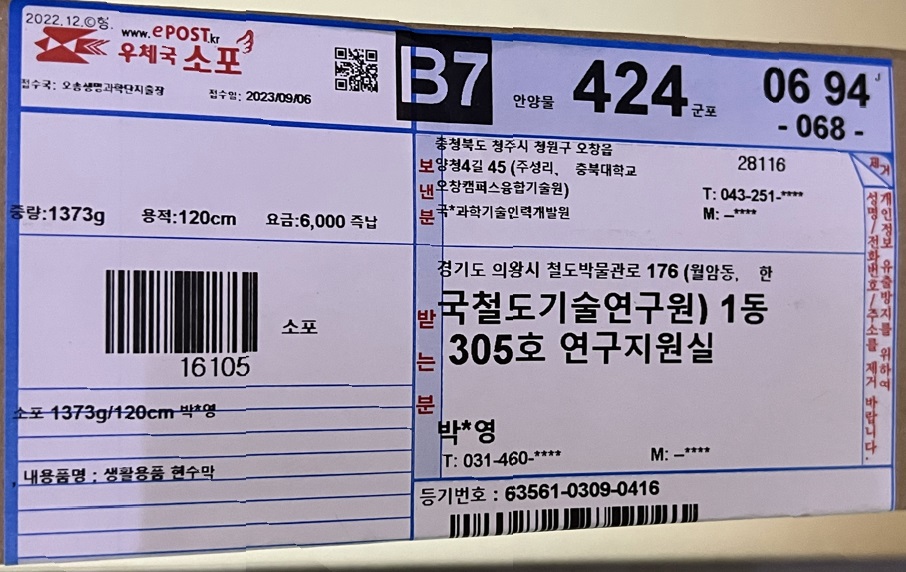 2022.12.ⓒ형.
www.ePOST.kr
우체국 소포
접수국: 오송생명과학단지출장
접수일: 2023/09/06
B7
안양물 424 군포
06 94 J
- 068 -
중량:1373g 용적:120cm 요금:6,000 즉납
소포
16105
소포 1373g/120cm 박*영
내용품명 : 생활용품 현수막
보낸분
충청북도 청주시 청원구 오창읍
양청4길 45 (주성리, 충북대학교
오창캠퍼스융합기술원)
국*과학기술인력개발원
28116
T: 043-251-****
M: –****
받는분
경기도 의왕시 철도박물관로 176 (월암동, 한
국철도기술연구원) 1동
305호 연구지원실
박*영
T: 031-460-****
M: –****
등기번호 : 63561-0309-0416
제거
개인정보 유출방지를 위하여
성명/전화번호/주소를 제거 바랍니다.